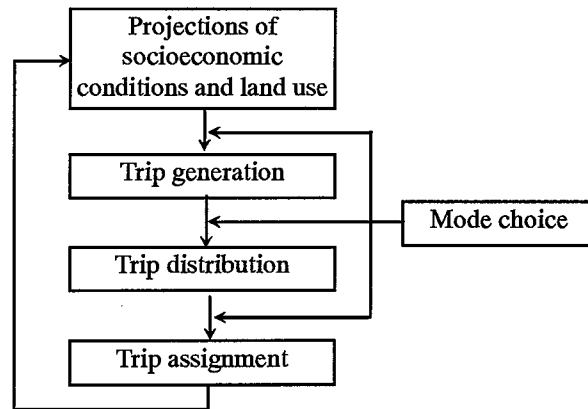 Projections of
socioeconomic
conditions and land use
Trip generation
Mode choice
Trip distribution
Trip assignment